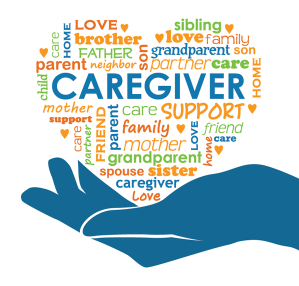 LOVE
sibling
care
HOME
brother
love
family
FATHER
son
grandparent
son
parent
neighbor
partner
care
child
CAREGIVER
HOME
mother
care
SUPPORT
support
FRIEND
parent
family
LOVE
friend
care
partner
mother
home
care
grandparent
spouse
sister
caregiver
Love